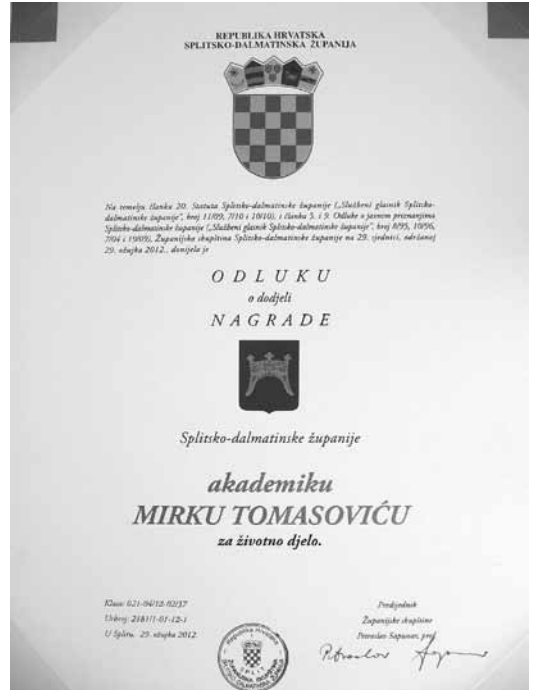 REPUBLIKA HRVATSKA
SPLITSKO-DALMATINSKA ŽUPANIJA
Na temelju članka 20. Statuta Splitsko-dalmatinske županije („Službeni glasnik Splitsko-
dalmatinske županije", broj 11/09, 7/10 i 10/10), i članka 5. i 9. Odluke o javnim priznanjima
Splitsko-dalmatinske županije („Službeni glasnik Splitsko-dalmatinske županije", broj 8/95, 10/96,
7/04 i 19/09), Županijska skupština Splitsko-dalmatinske županije na 29. sjednici, održanoj
29. ožujka 2012., donijela je
ODLUKU
o dodjeli
NAGRADE
Splitsko-dalmatinske županije
akademiku
MIRKU TOMASOVIĆU
za životno djelo.
Klasa: 021-04/12-02/37
Urbroj: 2181/1-01-12-1
U Splitu, 29. ožujka 2012.
Predsjednik
Županijske skupštine
Petroslav Sapunar, prof.
Republika Hrvatska
SPLIT